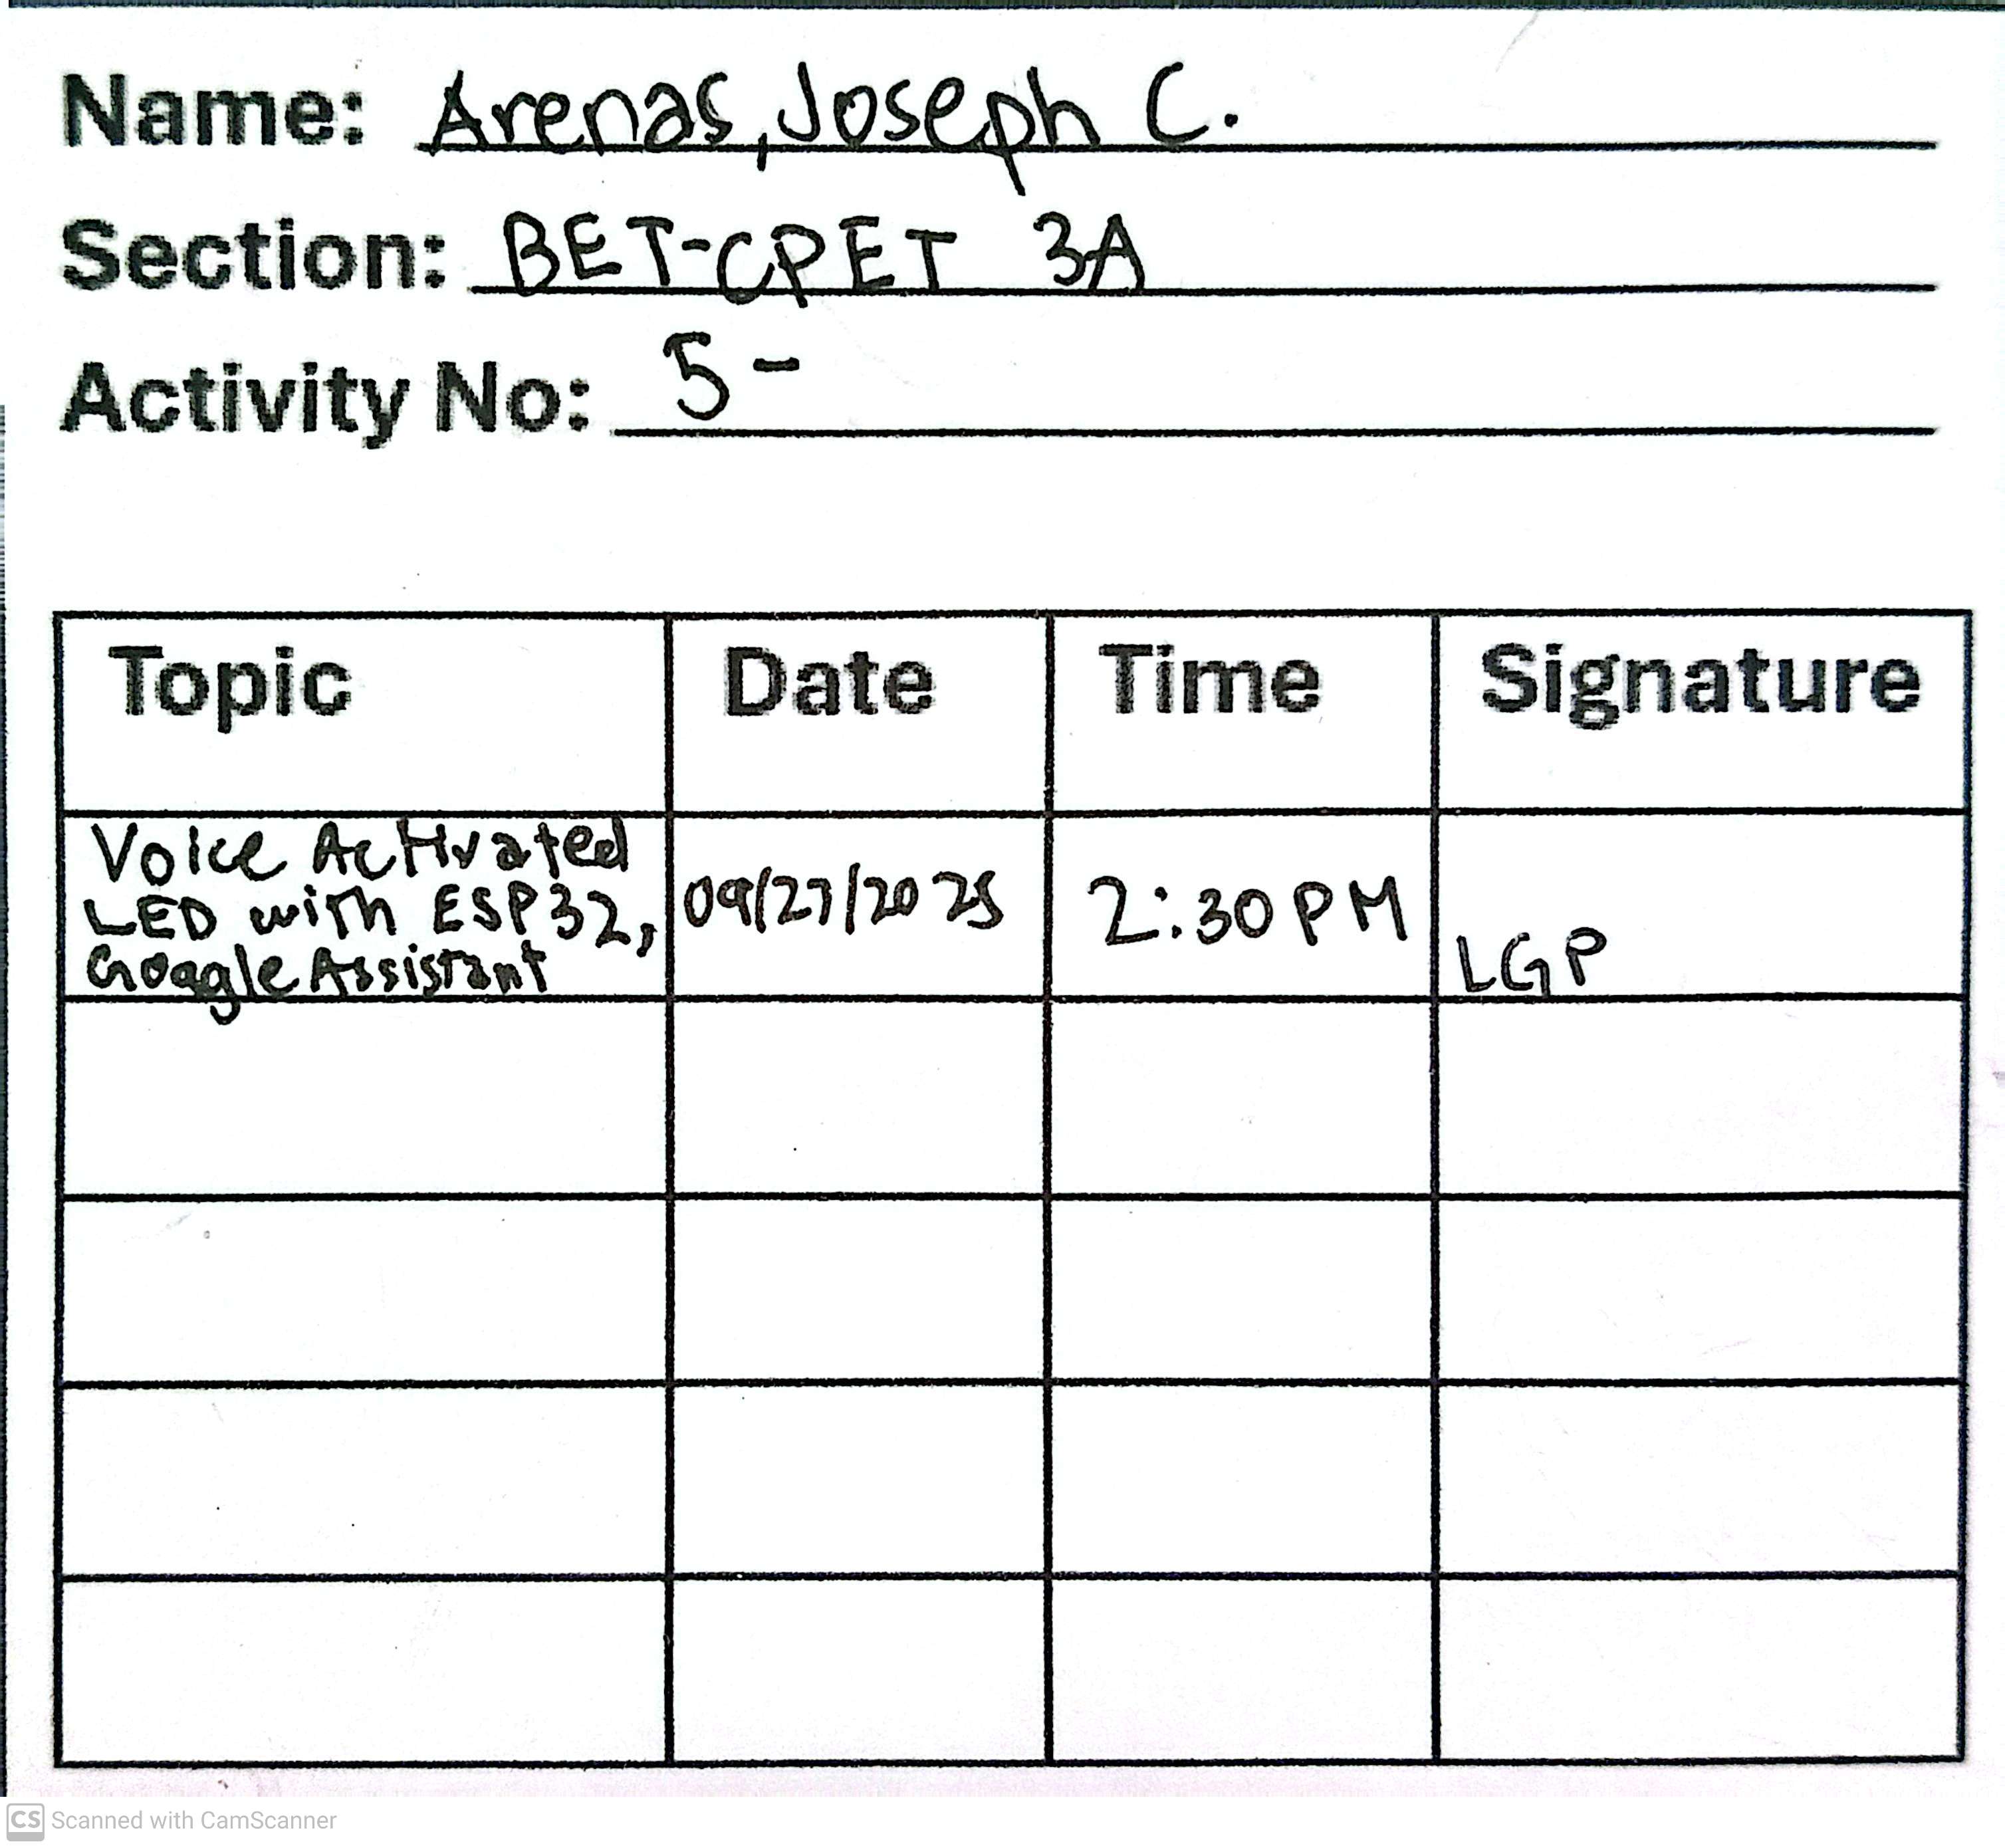 Name: Arenas, Joseph C.
Section: BET-CPET 3A
Activity No: 5-
Topic Date Time Signature
Voice Activated
LED with ESP32, 09/27/2025 2:30 PM
Google Assistant LGP
CS Scanned with CamScanner